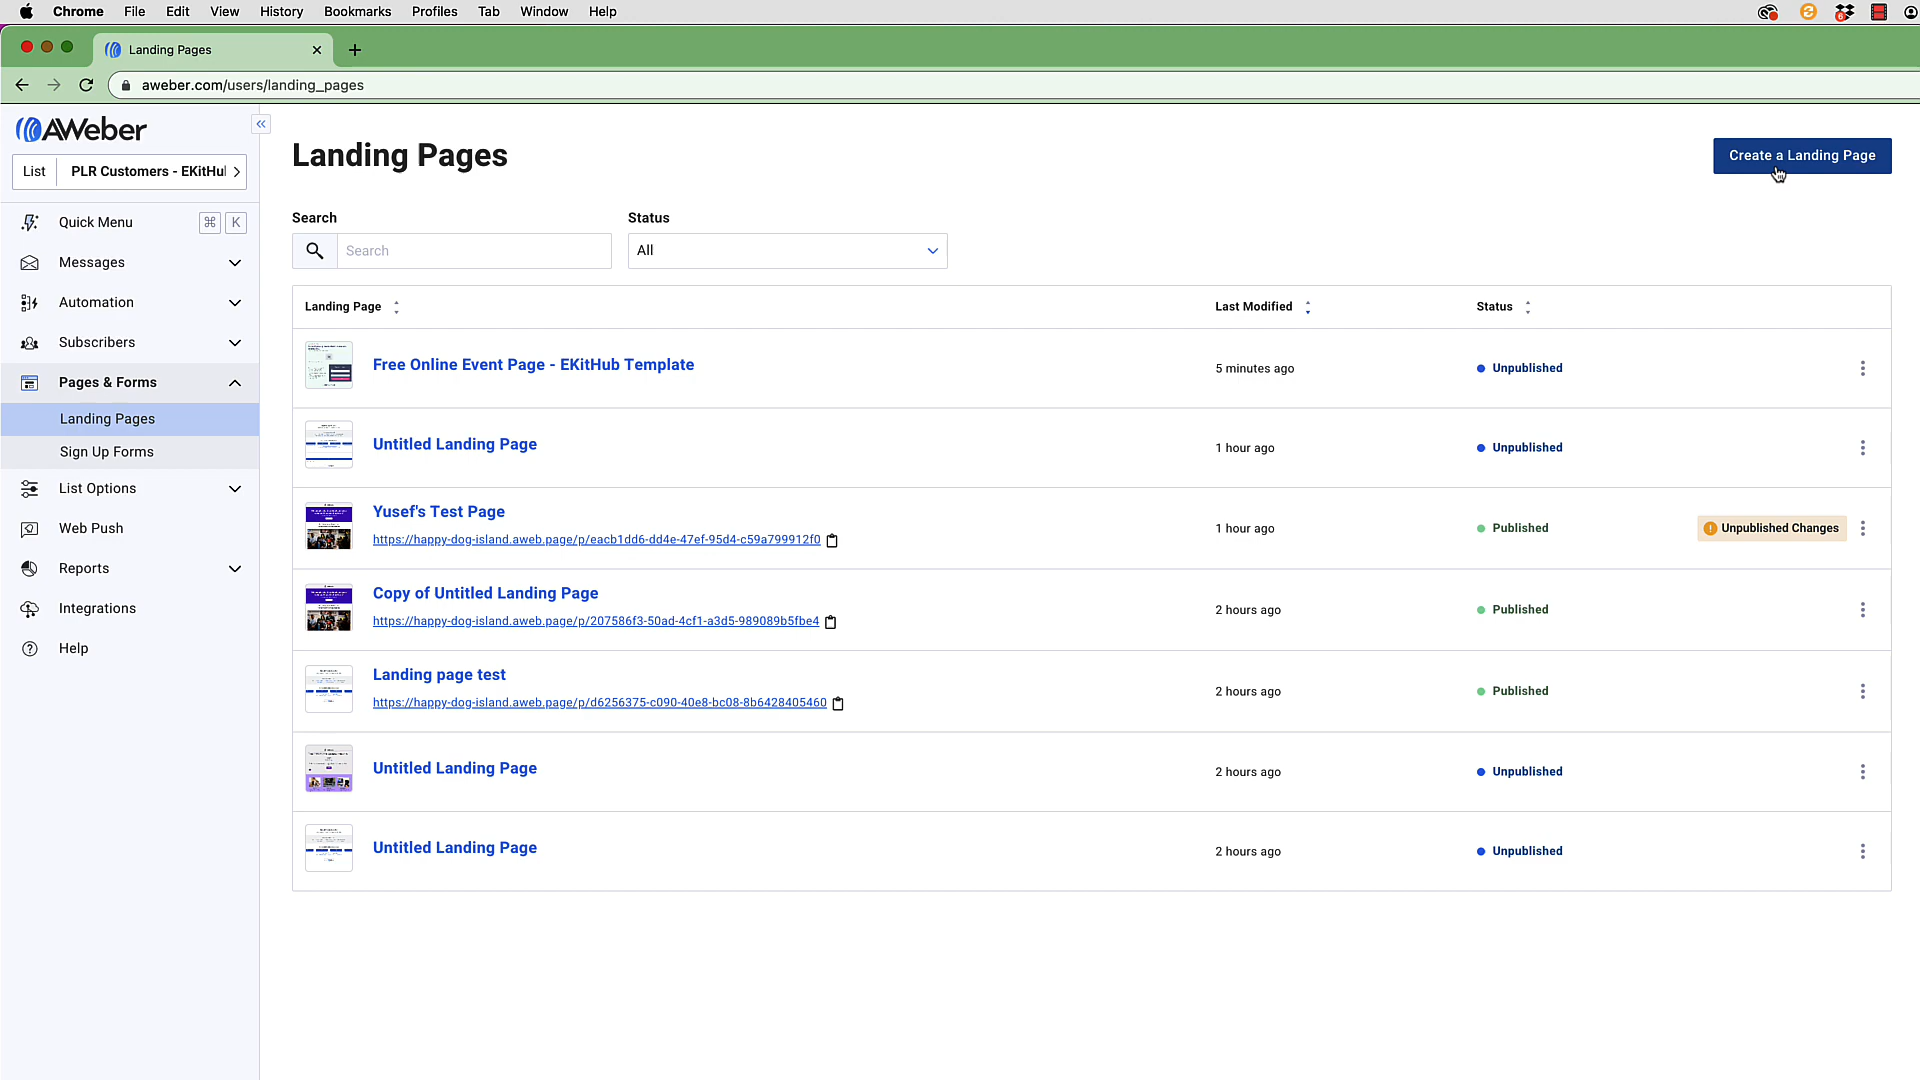 Chrome File Edit View History Bookmarks Profiles Tab Window Help
6
Landing Pages
aweber.com/users/landing_pages
AWeber
List PLR Customers - EKitHu
Quick Menu ⌘ K
Messages
Automation
Subscribers
Pages & Forms
Landing Pages
Sign Up Forms
List Options
Web Push
Reports
Integrations
Help
Landing Pages
Create a Landing Page
Search Status
Search All
Landing Page Last Modified Status
Free Online Event Page - EKitHub Template 5 minutes ago Unpublished
Untitled Landing Page 1 hour ago Unpublished
Yusef's Test Page
https://happy-dog-island.aweb.page/p/eacb1dd6-dd4e-47ef-95d4-c59a799912f0 1 hour ago Published Unpublished Changes
Copy of Untitled Landing Page
https://happy-dog-island.aweb.page/p/207586f3-50ad-4cf1-a3d5-989089b5fbe4 2 hours ago Published
Landing page test
https://happy-dog-island.aweb.page/p/d6256375-c090-40e8-bc08-8b6428405460 2 hours ago Published
Untitled Landing Page 2 hours ago Unpublished
Untitled Landing Page 2 hours ago Unpublished